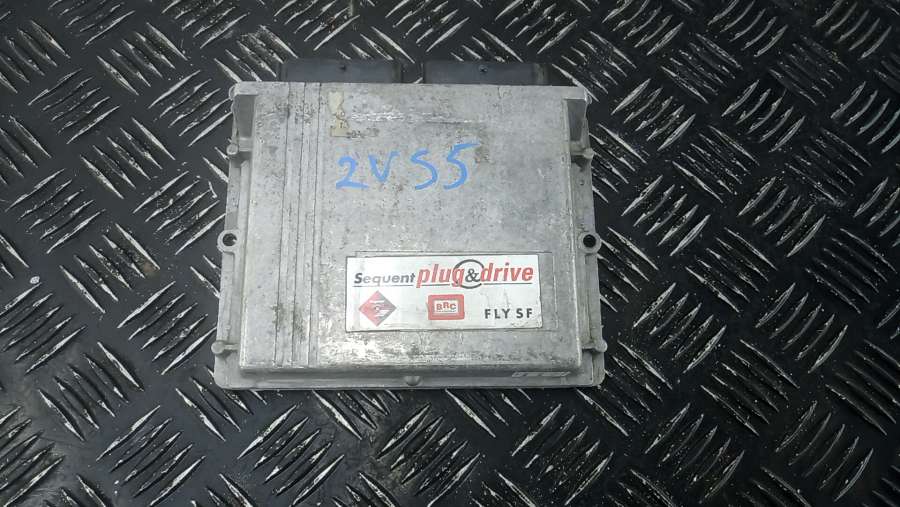 2VS5
Sequent plug&drive
BRC
FLY SF